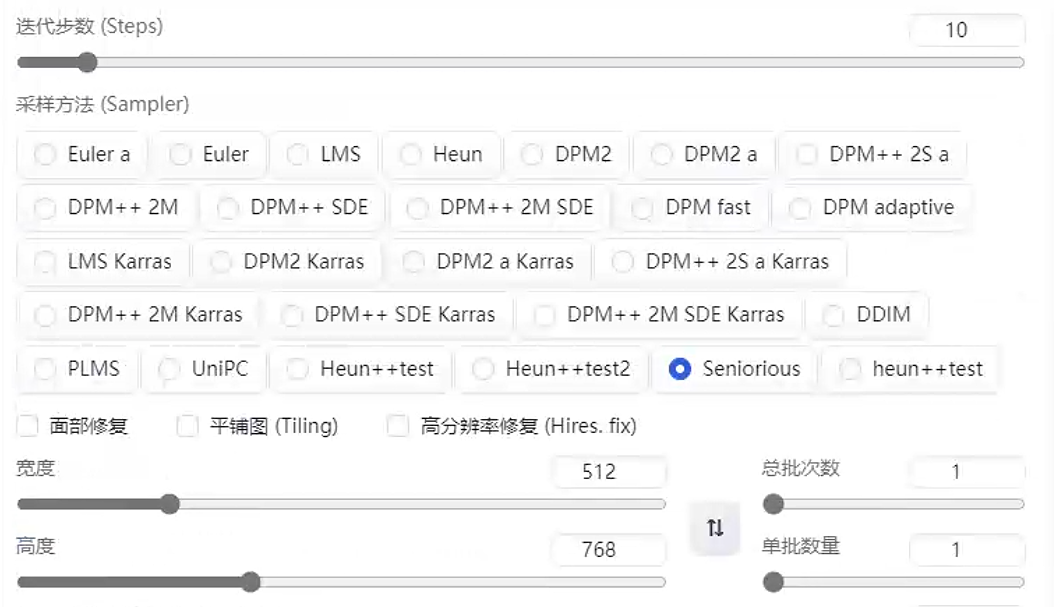 迭代步数 (Steps) 10
采样方法 (Sampler)
Euler a Euler LMS Heun DPM2 DPM2 a DPM++ 2S a
DPM++ 2M DPM++ SDE DPM++ 2M SDE DPM fast DPM adaptive
LMS Karras DPM2 Karras DPM2 a Karras DPM++ 2S a Karras
DPM++ 2M Karras DPM++ SDE Karras DPM++ 2M SDE Karras DDIM
PLMS UniPC Heun++test Heun++test2 Seniorious heun++test
面部修复 平铺图 (Tiling) 高分辨率修复 (Hires. fix)
宽度 512 总批次数 1
高度 768 单批数量 1